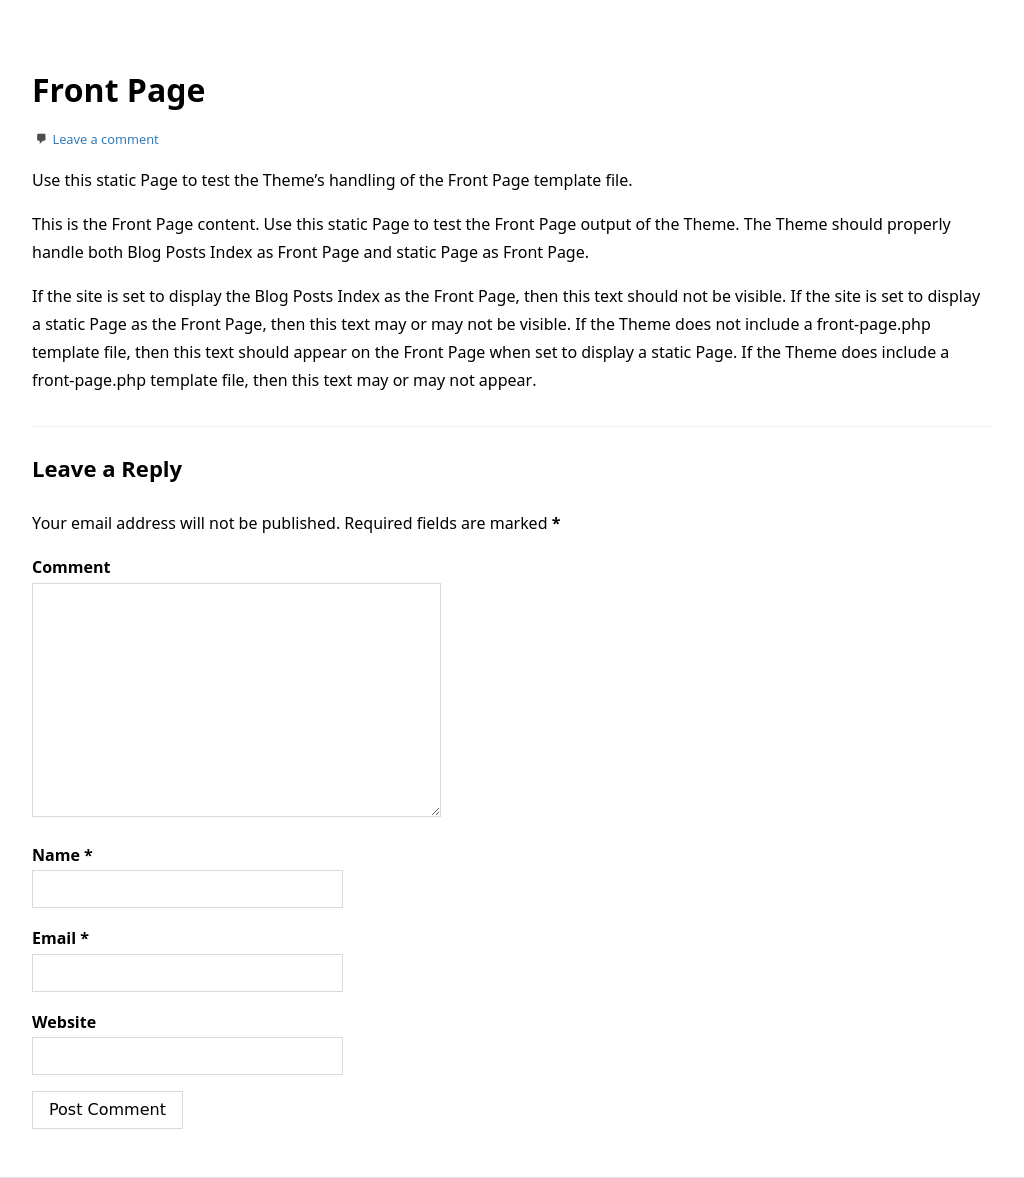 Front Page
Leave a comment
Use this static Page to test the Theme’s handling of the Front Page template file.
This is the Front Page content. Use this static Page to test the Front Page output of the Theme. The Theme should properly
handle both Blog Posts Index as Front Page and static Page as Front Page.
If the site is set to display the Blog Posts Index as the Front Page, then this text should not be visible. If the site is set to display
a static Page as the Front Page, then this text may or may not be visible. If the Theme does not include a front-page.php
template file, then this text should appear on the Front Page when set to display a static Page. If the Theme does include a
front-page.php template file, then this text may or may not appear.
Leave a Reply
Your email address will not be published. Required fields are marked *
Comment
Name *
Email *
Website
Post Comment